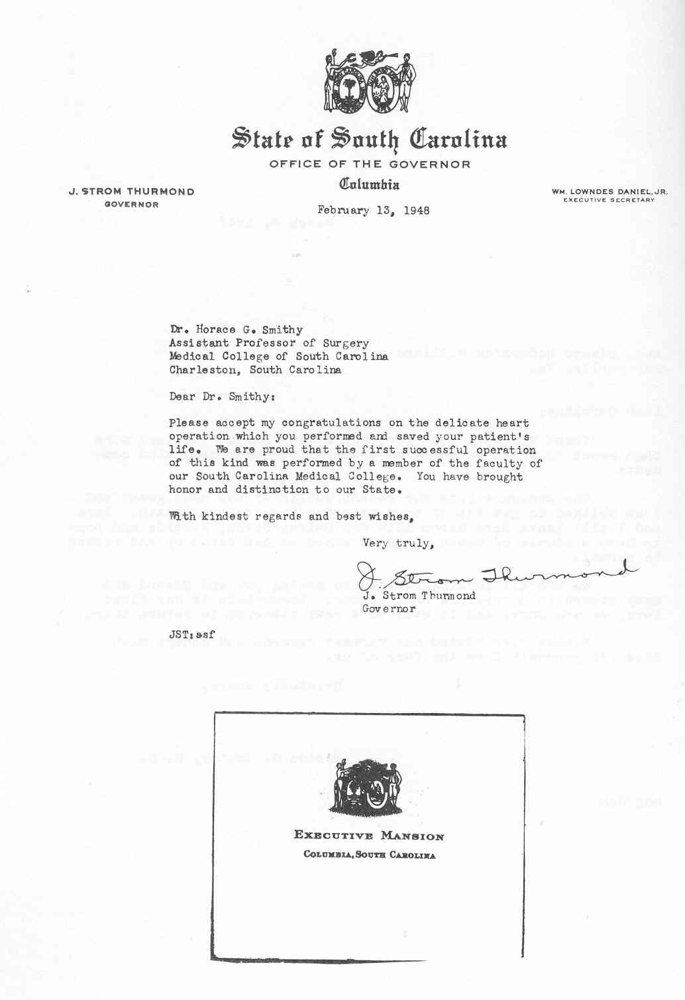 State of South Carolina
OFFICE OF THE GOVERNOR
Columbia
J. STROM THURMOND
GOVERNOR
WM. LOWNDES DANIEL, JR.
EXECUTIVE SECRETARY
February 13, 1948
Dr. Horace G. Smithy
Assistant Professor of Surgery
Medical College of South Carolina
Charleston, South Carolina
Dear Dr. Smithy:
Please accept my congratulations on the delicate heart
operation which you performed and saved your patient's
life. We are proud that the first successful operation
of this kind was performed by a member of the faculty of
our South Carolina Medical College. You have brought
honor and distinction to our State.
With kindest regards and best wishes,
Very truly,
J. Strom Thurmond
J. Strom Thurmond
Governor
JST:ssf
EXECUTIVE MANSION
COLUMBIA, SOUTH CAROLINA